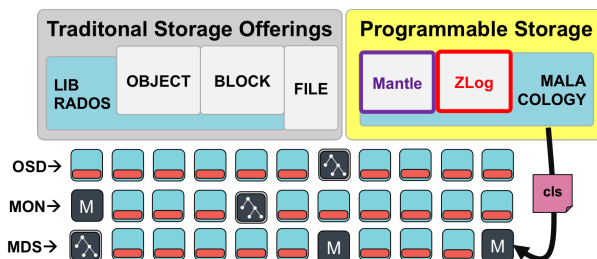 Traditonal Storage Offerings
Programmable Storage
LIB
RADOS
OBJECT
BLOCK
FILE
Mantle
ZLog
MALA
COLOGY
OSD→
MON→
M
MDS→
M
M
cls